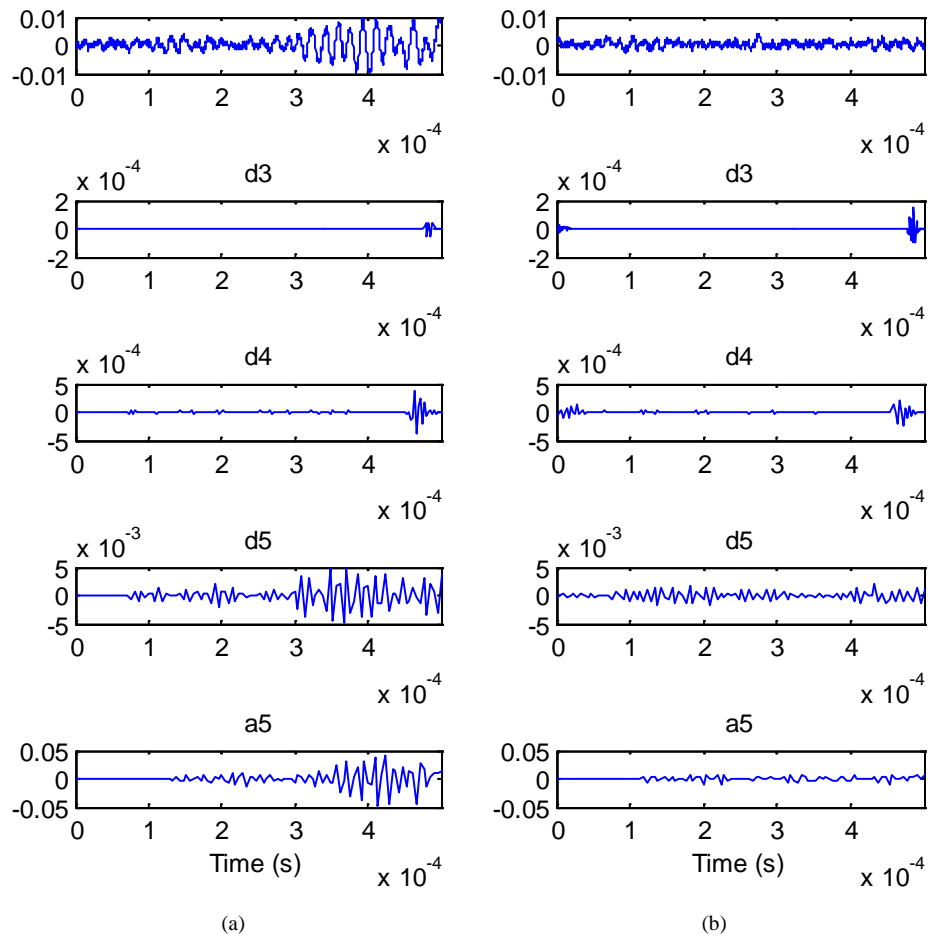 0.01 0.01
0 0
-0.01 -0.01
0 1 2 3 4 0 1 2 3 4
x 10-4 x 10-4
x 10-4 d3 x 10-4 d3
2 2
0 0
-2 -2
0 1 2 3 4 0 1 2 3 4
x 10-4 x 10-4
x 10-4 d4 x 10-4 d4
5 5
0 0
-5 -5
0 1 2 3 4 0 1 2 3 4
x 10-4 x 10-4
x 10-3 d5 x 10-3 d5
5 5
0 0
-5 -5
0 1 2 3 4 0 1 2 3 4
x 10-4 x 10-4
a5 a5
0.05 0.05
0 0
-0.05 -0.05
0 1 2 3 4 0 1 2 3 4
Time (s) Time (s)
x 10-4 x 10-4
(a) (b)